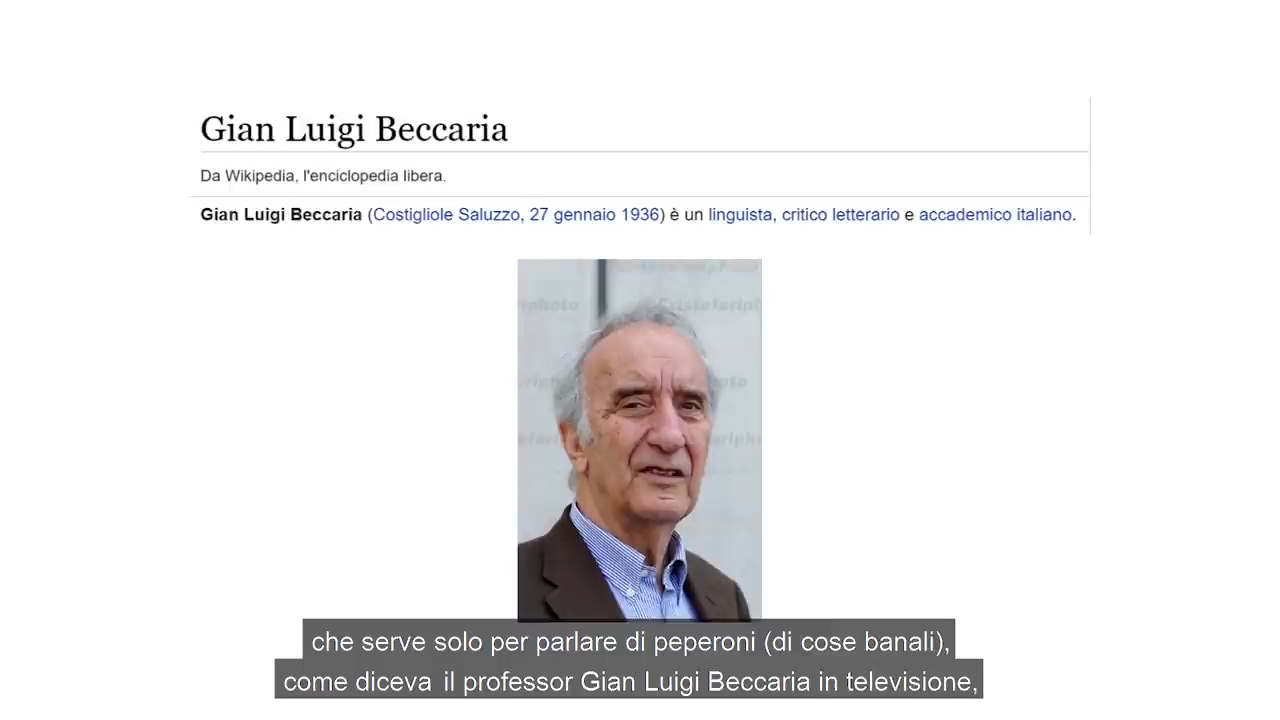 Gian Luigi Beccaria
Da Wikipedia, l'enciclopedia libera.
Gian Luigi Beccaria (Costigliole Saluzzo, 27 gennaio 1936) è un linguista, critico letterario e accademico italiano.
che serve solo per parlare di peperoni (di cose banali),
come diceva il professor Gian Luigi Beccaria in televisione,